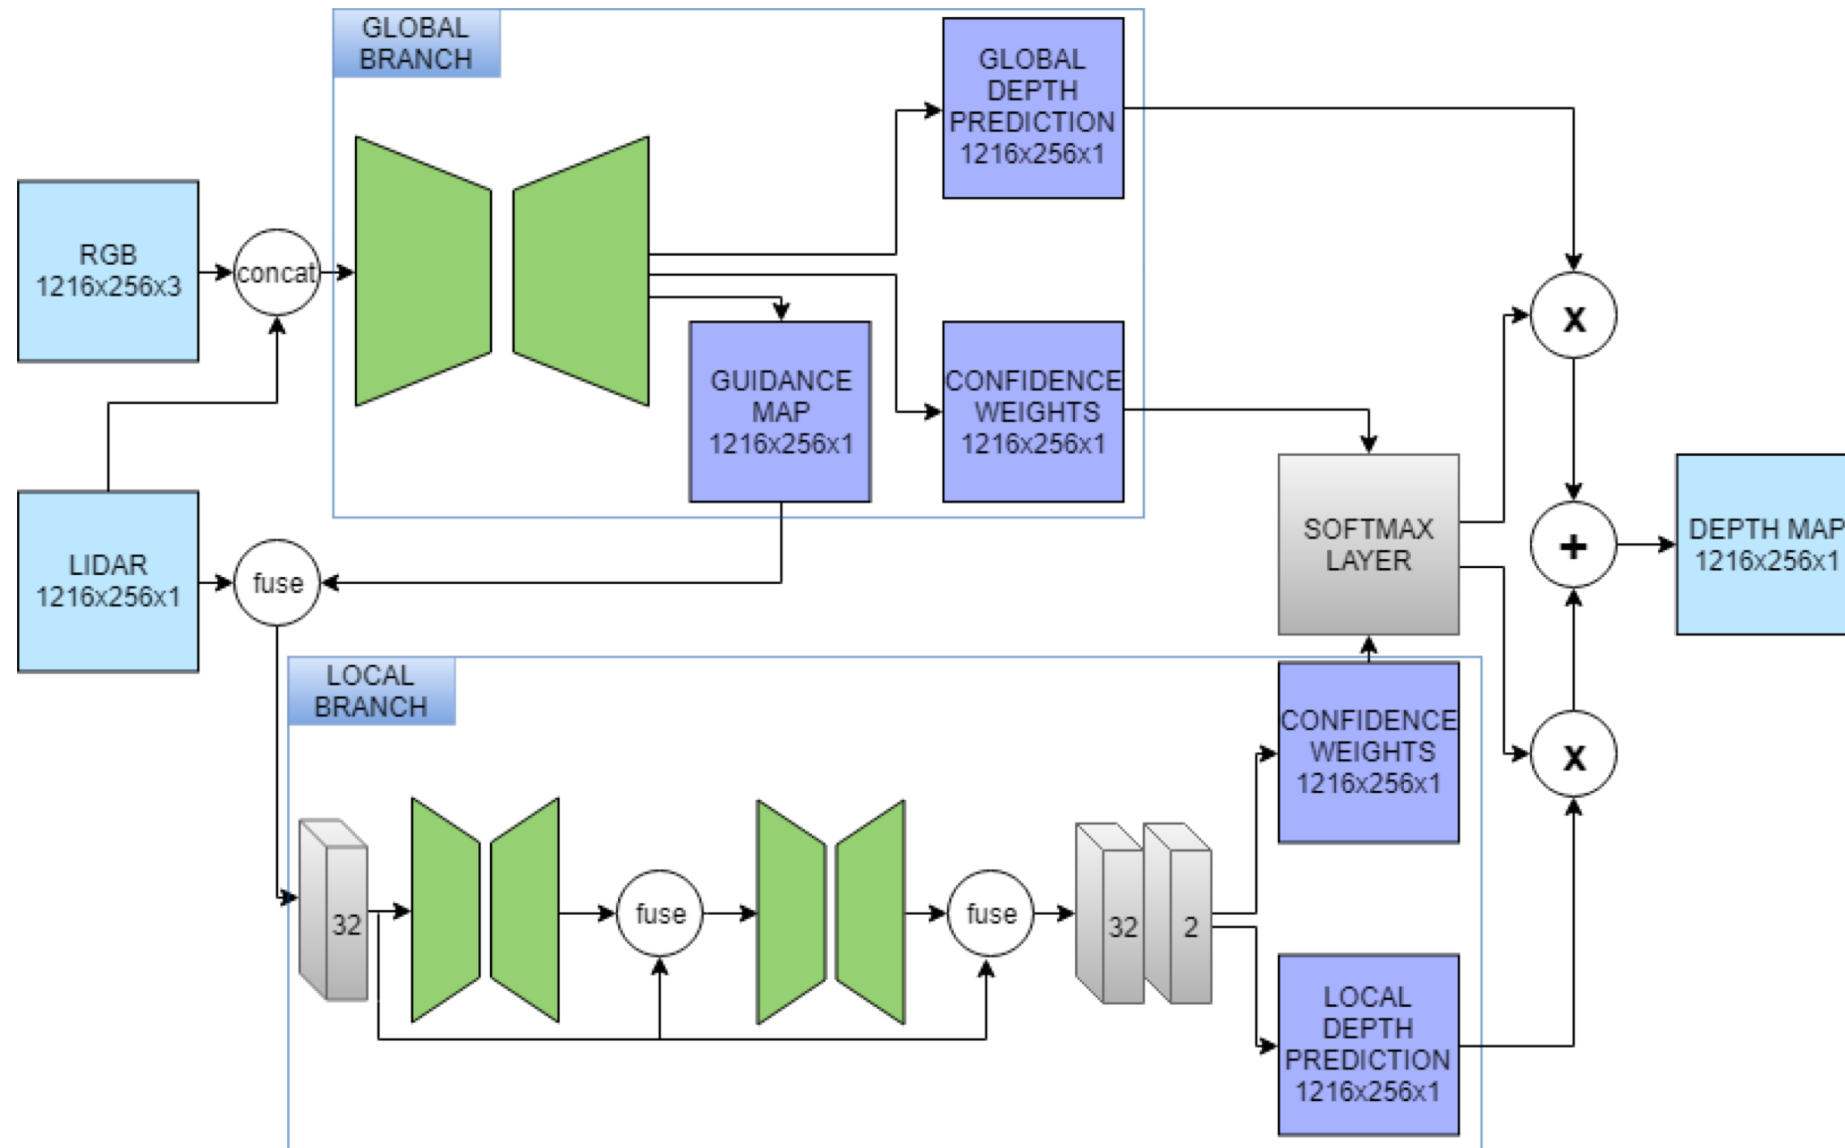 GLOBAL
BRANCH
GLOBAL
DEPTH
PREDICTION
1216x256x1
RGB
1216x256x3
concat
GUIDANCE
MAP
1216x256x1
CONFIDENCE
WEIGHTS
1216x256x1
x
LIDAR
1216x256x1
fuse
SOFTMAX
LAYER
+
DEPTH MAP
1216x256x1
LOCAL
BRANCH
CONFIDENCE
WEIGHTS
1216x256x1
x
32
fuse
fuse
32
2
LOCAL
DEPTH
PREDICTION
1216x256x1